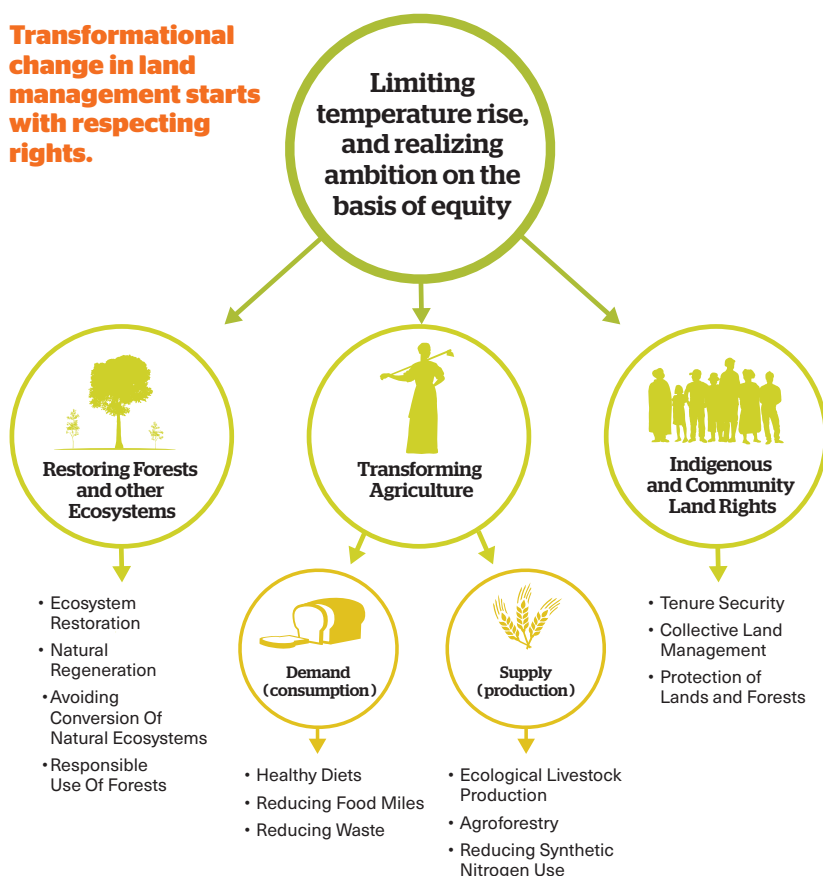 Transformational
change in land
management starts
with respecting
rights.
Limiting
temperature rise,
and realizing
ambition on the
basis of equity
Restoring Forests
and other
Ecosystems
Transforming
Agriculture
Indigenous
and Community
Land Rights
• Ecosystem
Restoration
• Natural
Regeneration
• Avoiding
Conversion Of
Natural Ecosystems
• Responsible
Use Of Forests
Demand
(consumption)
Supply
(production)
• Tenure Security
• Collective Land
Management
• Protection of
Lands and Forests
• Healthy Diets
• Reducing Food Miles
• Reducing Waste
• Ecological Livestock
Production
• Agroforestry
• Reducing Synthetic
Nitrogen Use